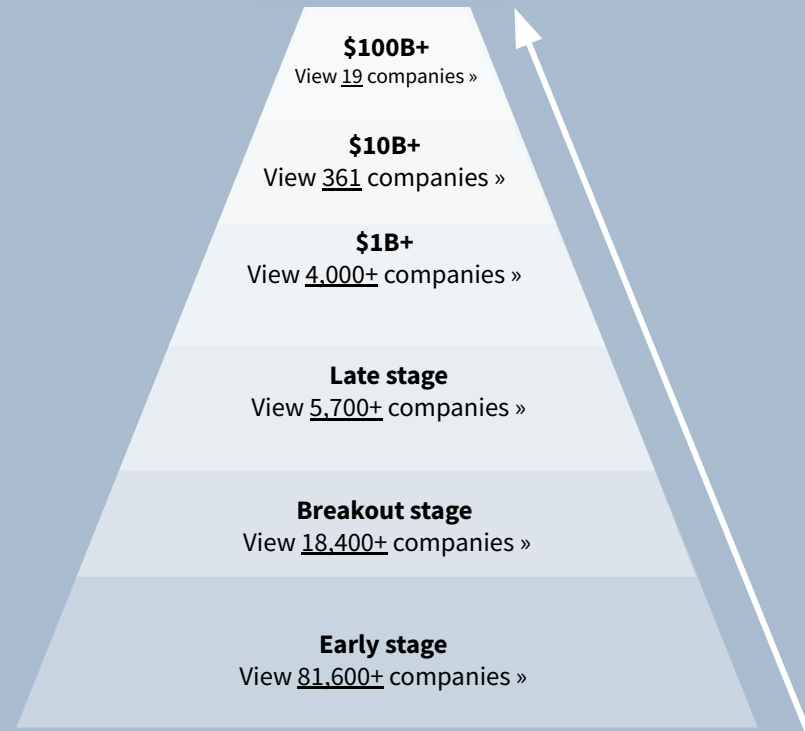 $100B+
View 19 companies »
$10B+
View 361 companies »
$1B+
View 4,000+ companies »
Late stage
View 5,700+ companies »
Breakout stage
View 18,400+ companies »
Early stage
View 81,600+ companies »